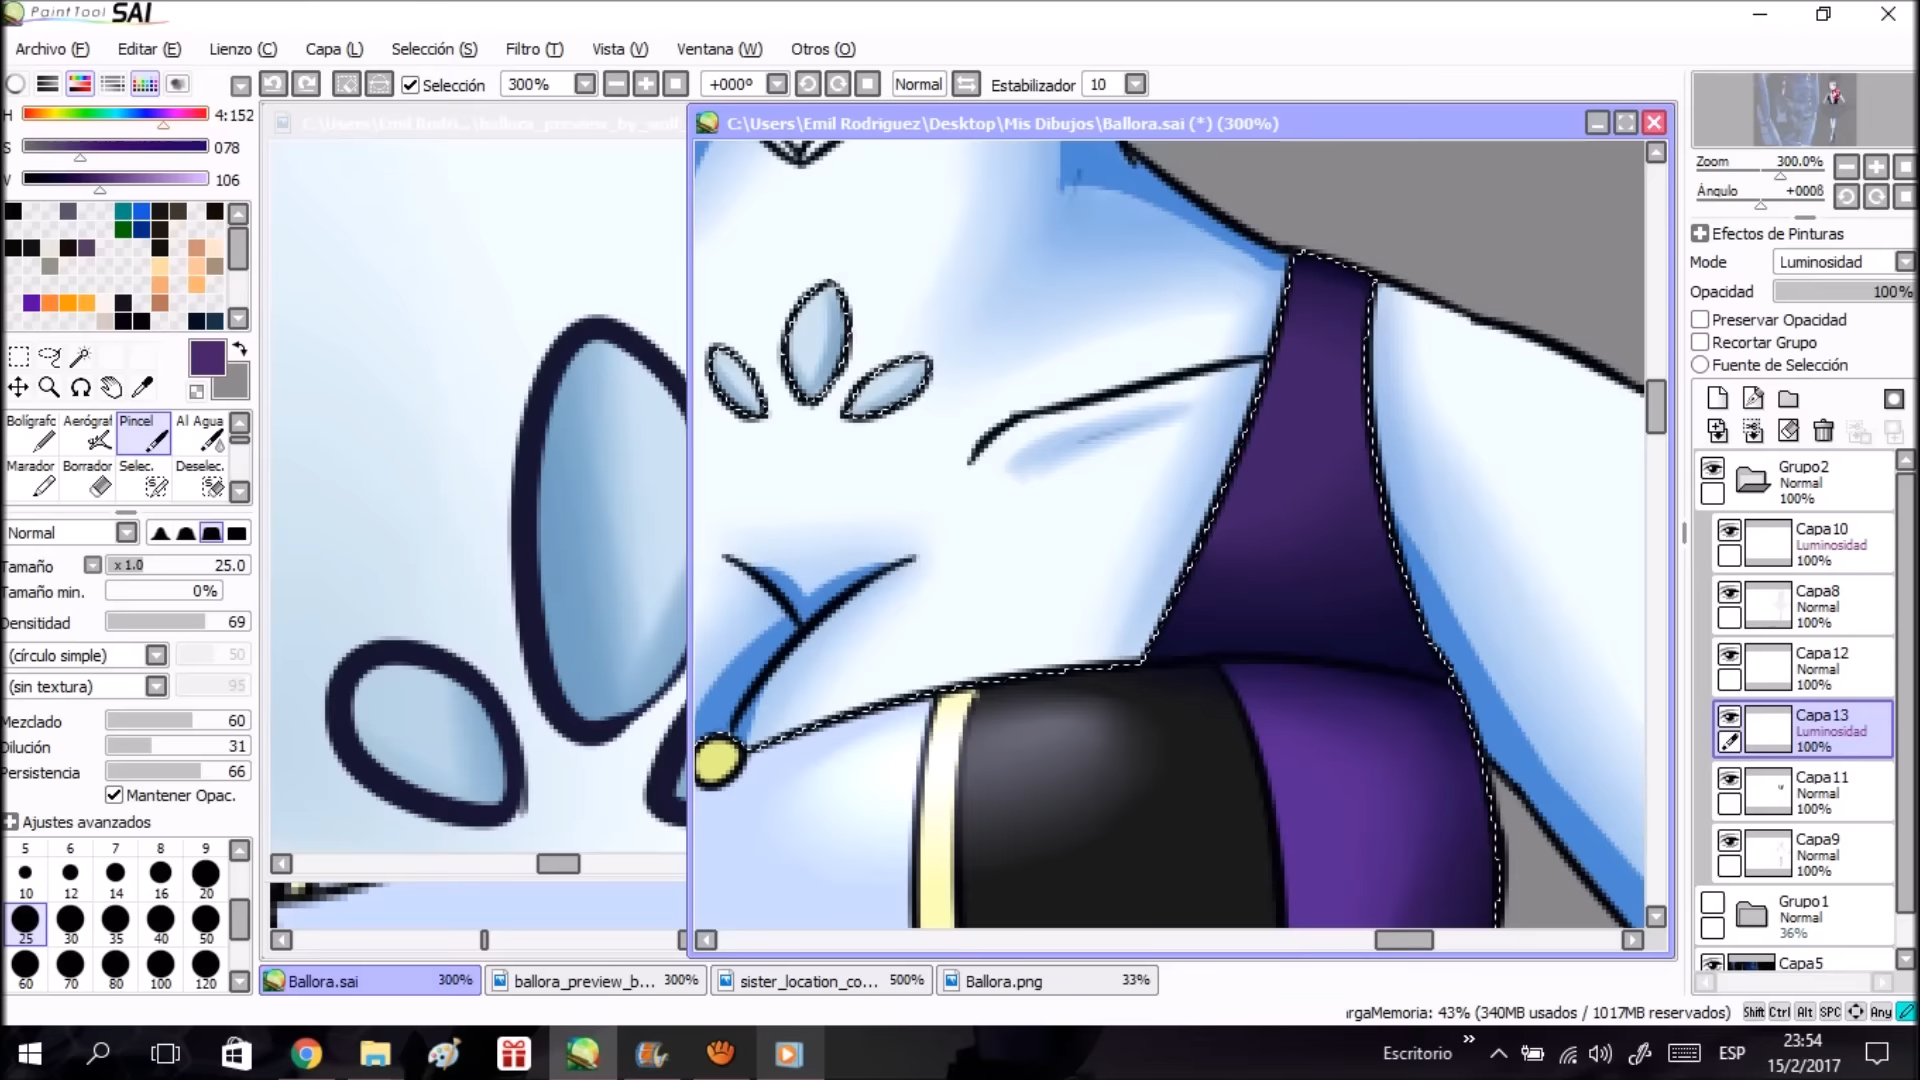 PaintTool SAI
Archivo (F) Editar (E) Lienzo (C) Capa (L) Selección (S) Filtro (T) Vista (V) Ventana (W) Otros (O)
Selección 300% +000º Normal Estabilizador 10
H 4:152
S 078
V 106
C:\Users\Emil Rodriguez\Desktop\Mis Dibujos\Ballora.sai (*) (300%)
Zoom 300.0%
Ángulo +000ß
Efectos de Pinturas
Mode Luminosidad
Opacidad 100%
Preservar Opacidad
Recortar Grupo
Fuente de Selección
Bolígrafc Aerógraf Pincel Al Agua
Marador Borrador Selec. Deselec.
Normal
Tamaño x 1.0 25.0
Tamaño min. 0%
Densitidad 69
(círculo simple) 50
(sin textura) 95
Mezclado 60
Dilución 31
Persistencia 66
Mantener Opac.
Ajustes avanzados
5 6 7 8 9
10 12 14 16 20
25 30 35 40 50
60 70 80 100 120
Grupo2
Normal
100%
Capa10
Luminosidad
100%
Capa8
Normal
100%
Capa12
Normal
100%
Capa13
Luminosidad
100%
Capa11
Normal
100%
Capa9
Normal
100%
Grupo1
Normal
36%
Capa5
Ballora.sai 300% ballora_preview_b... 300% sister_location_co... 500% Ballora.png 33%
ırgaMemoria: 43% (340MB usados / 1017MB reservados) Shift Ctrl Alt SPC Any
Escritorio » ESP 23:54
15/2/2017